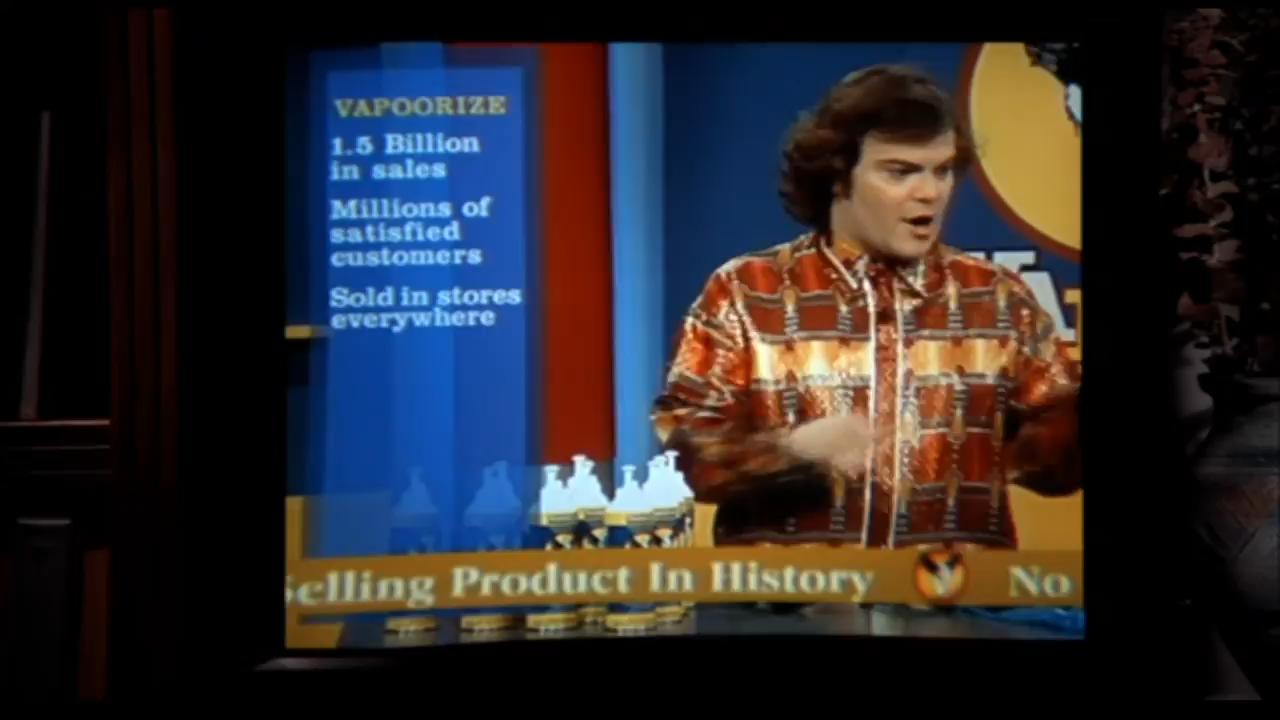 VAPOORIZE
1.5 Billion
in sales
Millions of
satisfied
customers
Sold in stores
everywhere
Selling Product In History No